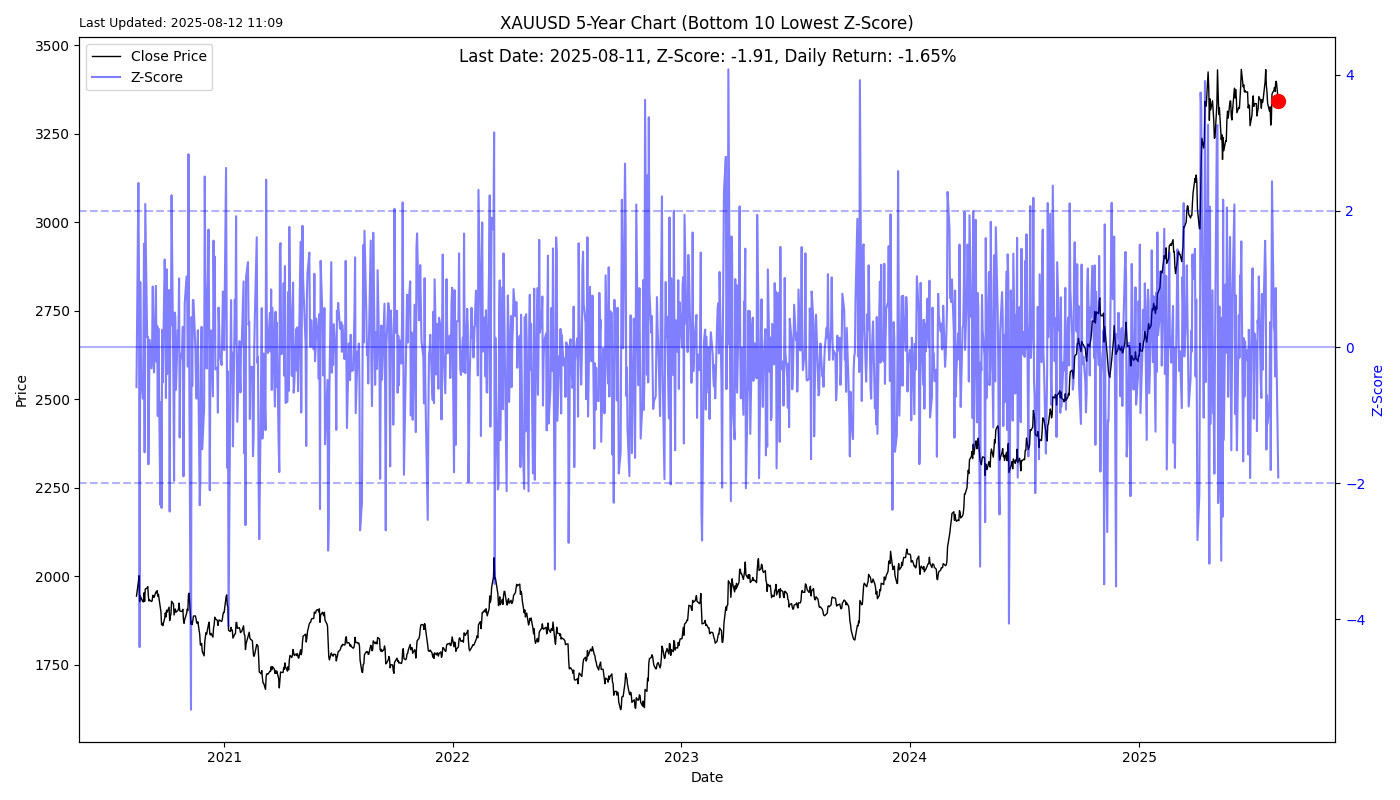 Last Updated: 2025-08-12 11:09
XAUUSD 5-Year Chart (Bottom 10 Lowest Z-Score)
Last Date: 2025-08-11, Z-Score: -1.91, Daily Return: -1.65%
Close Price
Z-Score
3500
3250
3000
2750
2500
2250
2000
1750
Price
4
2
0
−2
−4
Z-Score
2021
2022
2023
2024
2025
Date